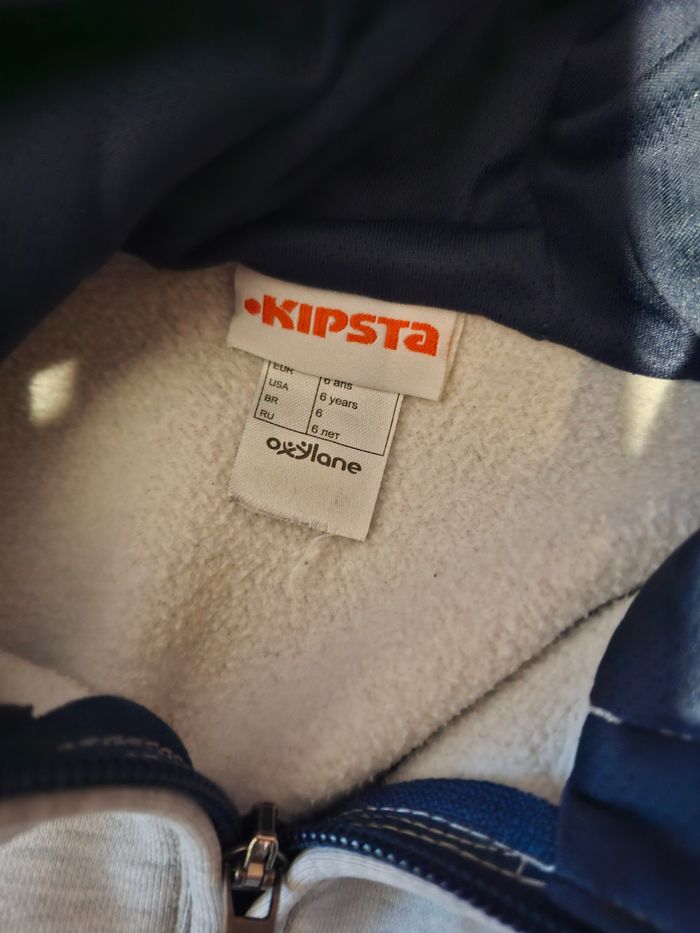 KIPSTA
EUR 6 ans
USA 6 years
BR 6
RU 6 лет
oxylane